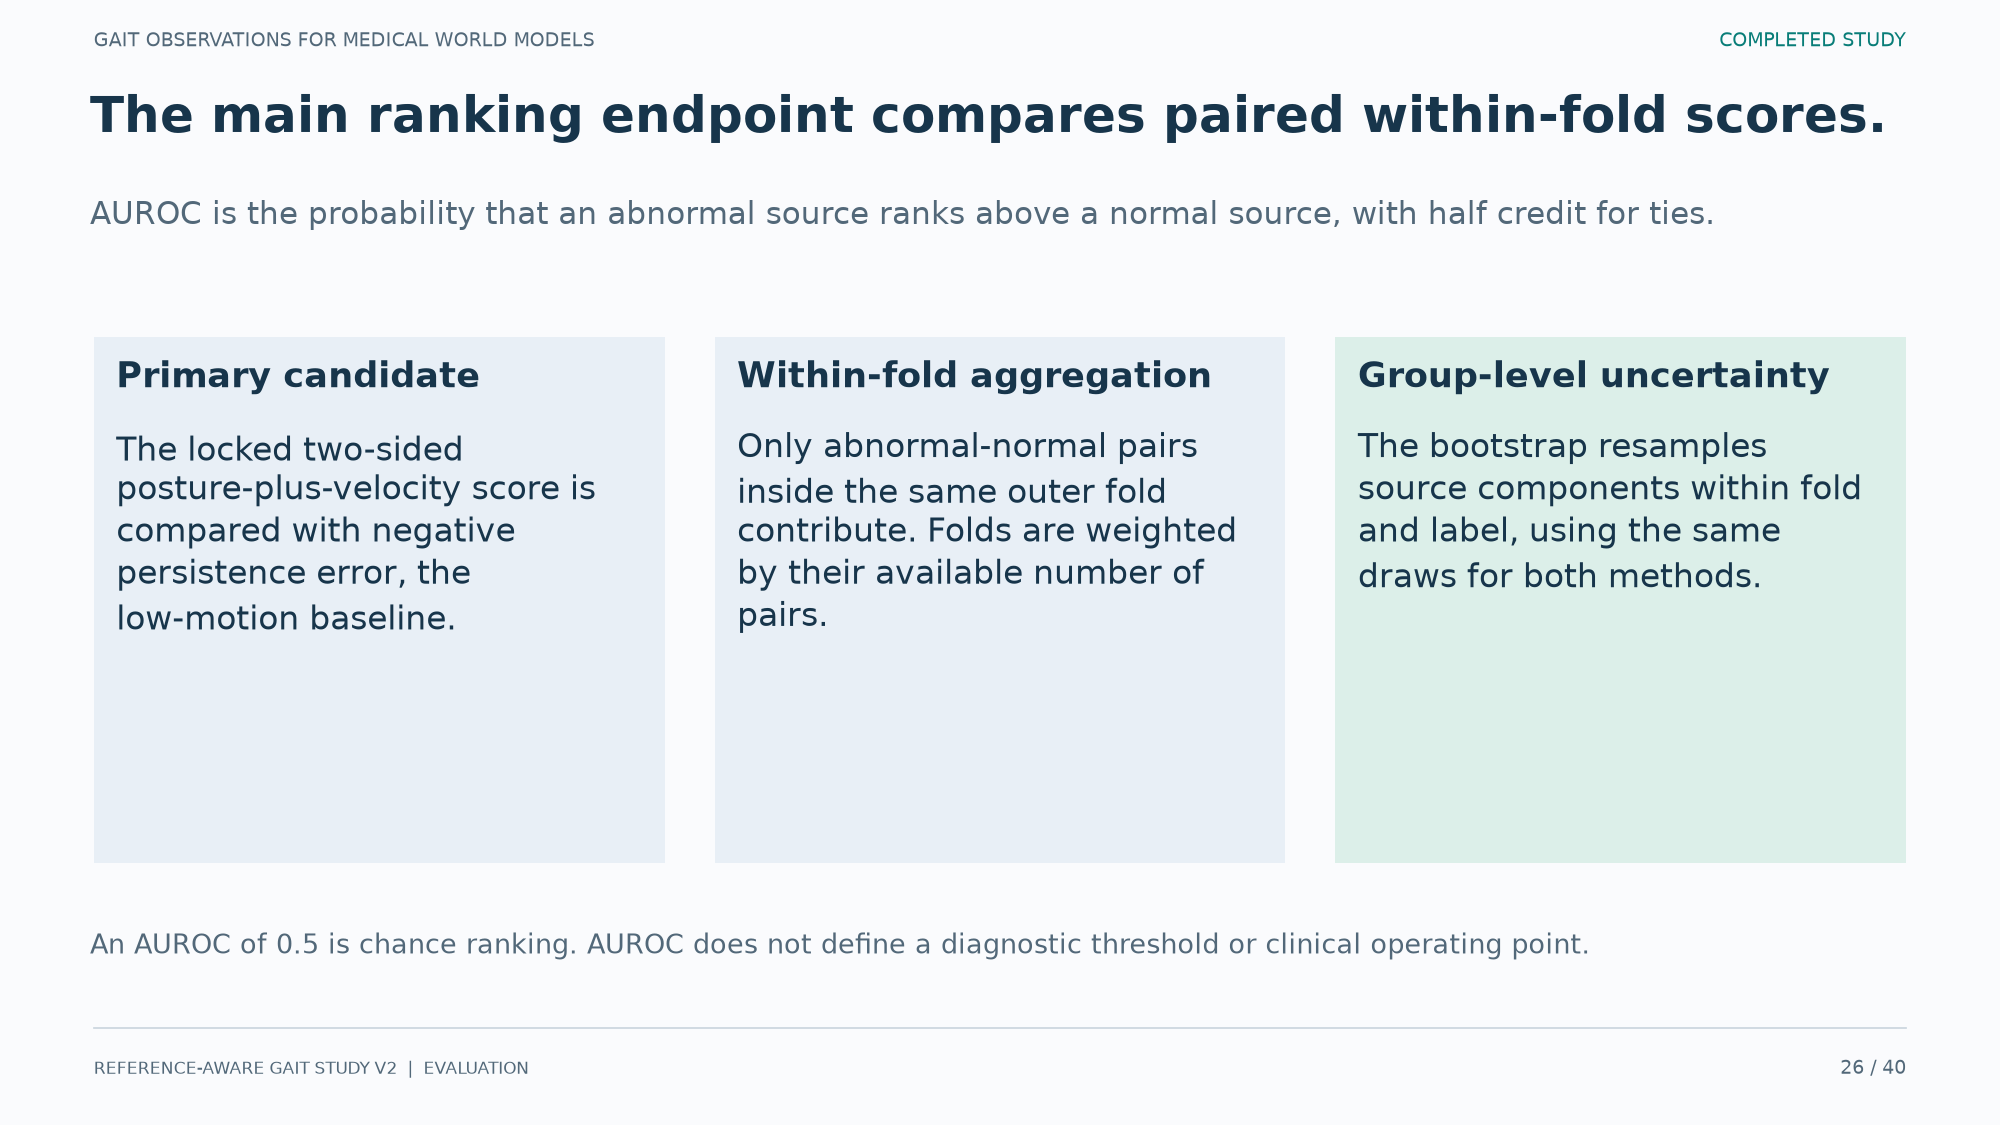 GAIT OBSERVATIONS FOR MEDICAL WORLD MODELS
COMPLETED STUDY
The main ranking endpoint compares paired within-fold scores.
AUROC is the probability that an abnormal source ranks above a normal source, with half credit for ties.
Primary candidate
The locked two-sided
posture-plus-velocity score is
compared with negative
persistence error, the
low-motion baseline.
Within-fold aggregation
Only abnormal-normal pairs
inside the same outer fold
contribute. Folds are weighted
by their available number of
pairs.
Group-level uncertainty
The bootstrap resamples
source components within fold
and label, using the same
draws for both methods.
An AUROC of 0.5 is chance ranking. AUROC does not define a diagnostic threshold or clinical operating point.
REFERENCE-AWARE GAIT STUDY V2 | EVALUATION
26 / 40